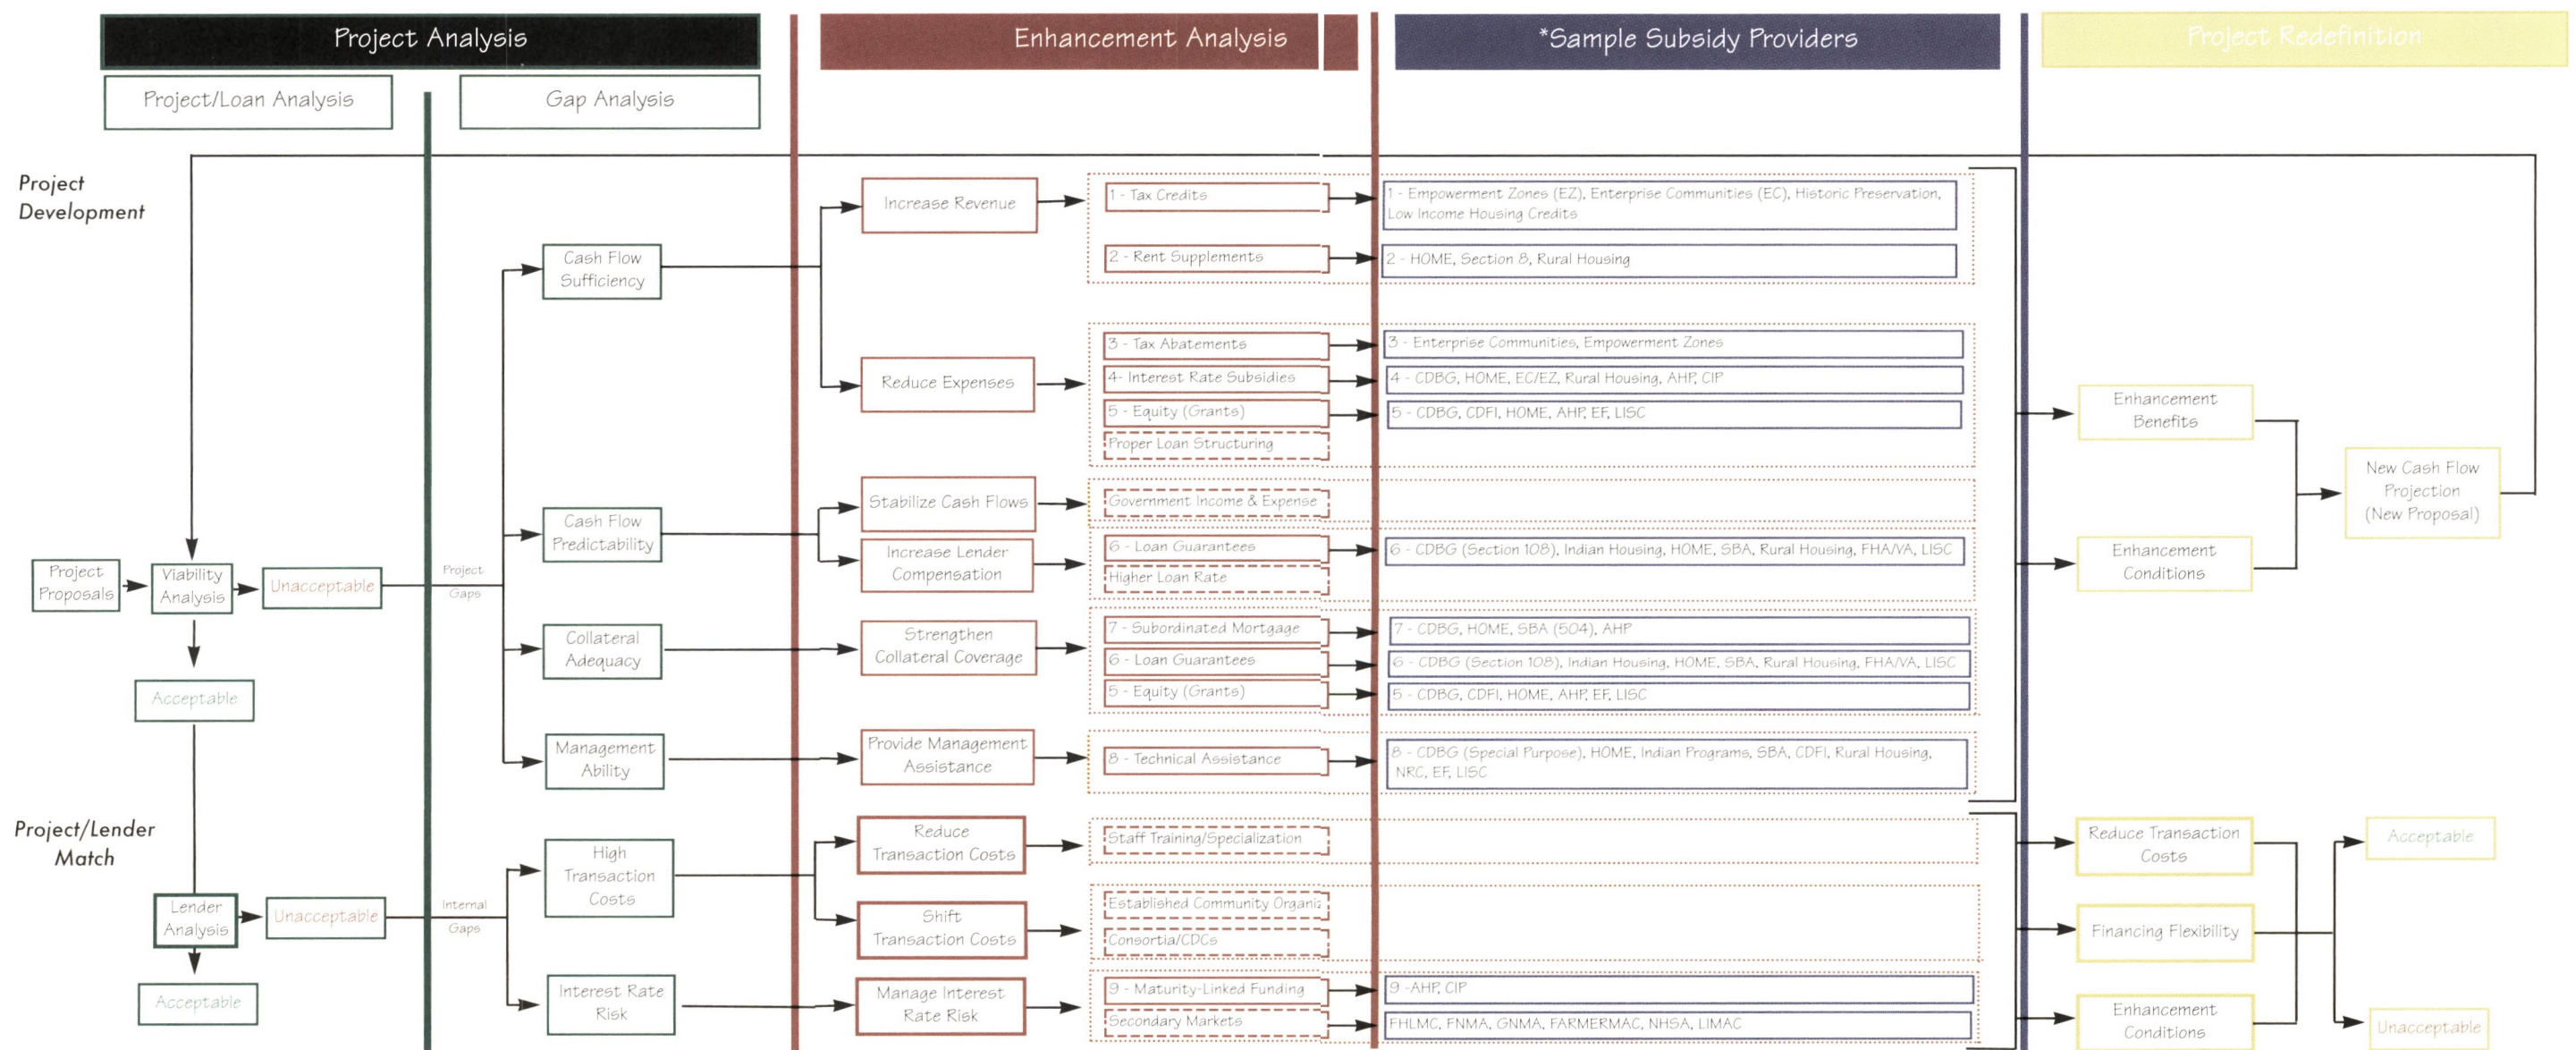 Project Analysis
Enhancement Analysis
*Sample Subsidy Providers
Project Redefinition
Project/Loan Analysis
Gap Analysis
Project
Development
Project
Proposals
Viability
Analysis
Unacceptable
Acceptable
Project
Gaps
Cash Flow
Sufficiency
Cash Flow
Predictability
Collateral
Adequacy
Management
Ability
Increase Revenue
Reduce Expenses
Stabilize Cash Flows
Increase Lender
Compensation
Strengthen
Collateral Coverage
Provide Management
Assistance
1 - Tax Credits
2 - Rent Supplements
3 - Tax Abatements
4- Interest Rate Subsidies
5 - Equity (Grants)
Proper Loan Structuring
Government Income & Expense
6 - Loan Guarantees
Higher Loan Rate
7 - Subordinated Mortgage
6 - Loan Guarantees
5 - Equity (Grants)
8 - Technical Assistance
1 - Empowerment Zones (EZ), Enterprise Communities (EC), Historic Preservation,
Low Income Housing Credits
2 - HOME, Section 8, Rural Housing
3 - Enterprise Communities, Empowerment Zones
4 - CDBG, HOME, EC/EZ, Rural Housing, AHP, CIP
5 - CDBG, CDFI, HOME, AHP, EF, LISC
6 - CDBG (Section 108), Indian Housing, HOME, SBA, Rural Housing, FHA/VA, LISC
7 - CDBG, HOME, SBA (504), AHP
6 - CDBG (Section 108), Indian Housing, HOME, SBA, Rural Housing, FHA/VA, LISC
5 - CDBG, CDFI, HOME, AHP, EF, LISC
8 - CDBG (Special Purpose), HOME, Indian Programs, SBA, CDFI, Rural Housing,
NRC, EF, LISC
Enhancement
Benefits
Enhancement
Conditions
New Cash Flow
Projection
(New Proposal)
Project/Lender
Match
Lender
Analysis
Unacceptable
Acceptable
Internal
Gaps
High
Transaction
Costs
Interest Rate
Risk
Reduce
Transaction Costs
Shift
Transaction Costs
Manage Interest
Rate Risk
Staff Training/Specialization
Established Community Organiz
Consortia/CDCs
9 - Maturity-Linked Funding
Secondary Markets
9 -AHP, CIP
FHLMC, FNMA, GNMA, FARMERMAC, NHSA, LIMAC
Reduce Transaction
Costs
Financing Flexibility
Enhancement
Conditions
Acceptable
Unacceptable